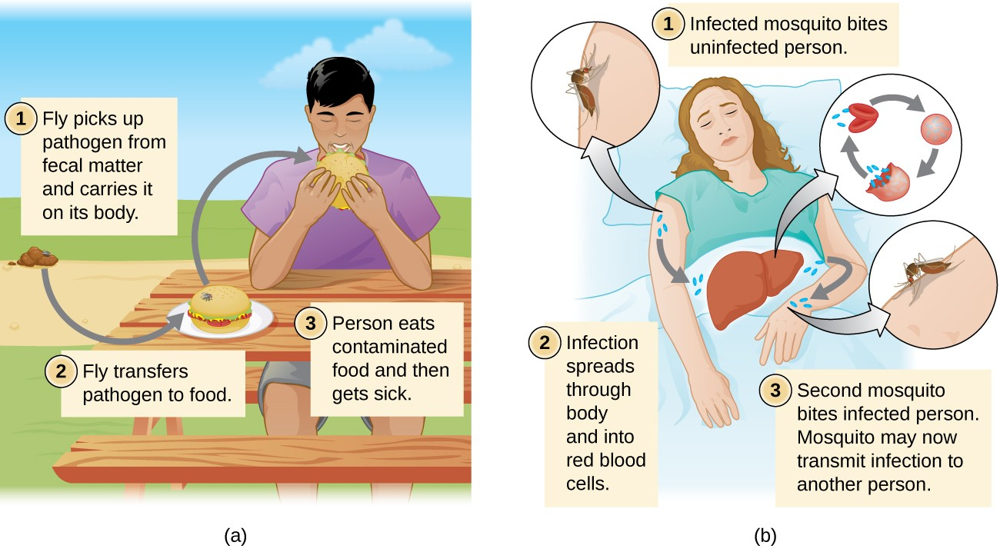 1 Fly picks up
pathogen from
fecal matter
and carries it
on its body.
2 Fly transfers
pathogen to food.
3 Person eats
contaminated
food and then
gets sick.
(a)
1 Infected mosquito bites
uninfected person.
2 Infection
spreads
through
body
and into
red blood
cells.
3 Second mosquito
bites infected person.
Mosquito may now
transmit infection to
another person.
(b)